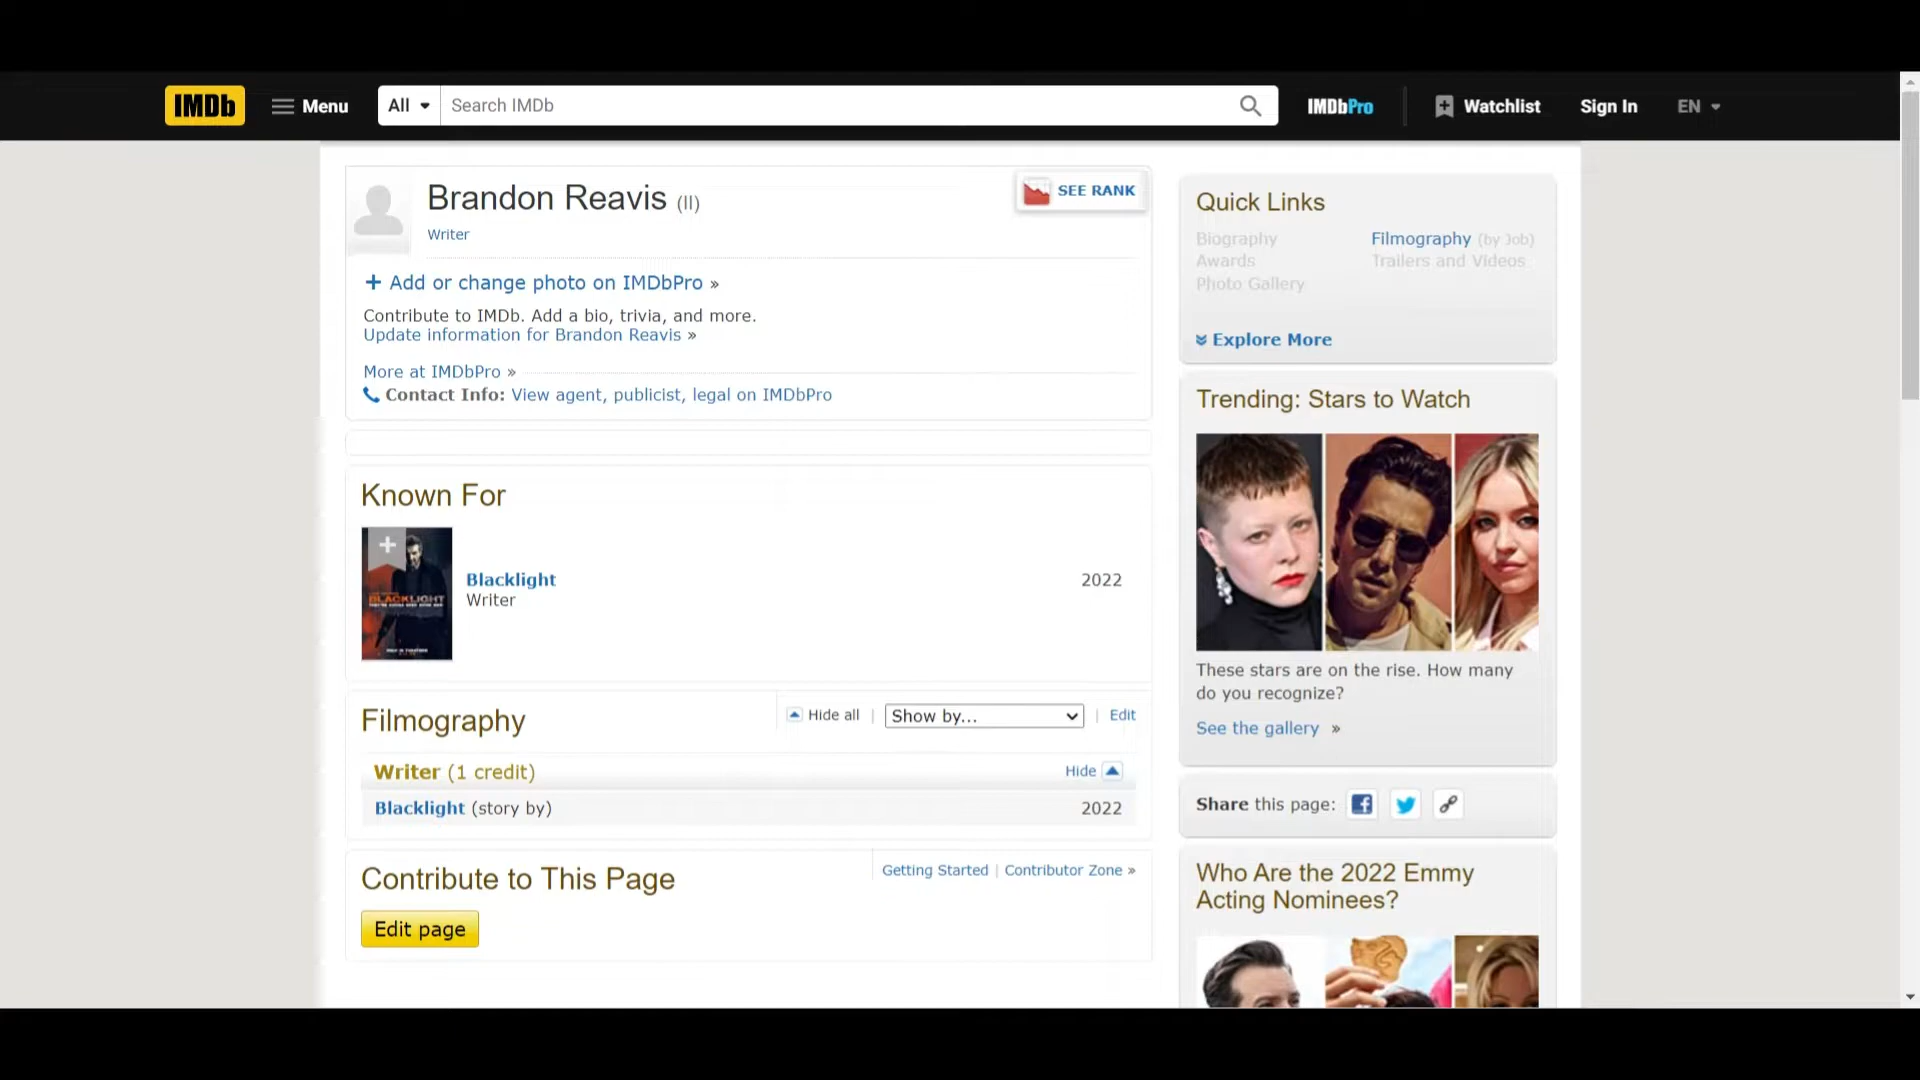 IMDb
Menu
All
Search IMDb
IMDbPro
Watchlist
Sign In
EN
Brandon Reavis (II)
SEE RANK
Writer
+ Add or change photo on IMDbPro »
Contribute to IMDb. Add a bio, trivia, and more.
Update information for Brandon Reavis »
More at IMDbPro »
Contact Info: View agent, publicist, legal on IMDbPro
Known For
BLACKLIGHT
Blacklight
2022
Writer
Filmography
Hide all | Show by... | Edit
Writer (1 credit)
Hide
Blacklight (story by)
2022
Contribute to This Page
Getting Started | Contributor Zone »
Edit page
Quick Links
Biography
Filmography (by Job)
Awards
Trailers and Videos
Photo Gallery
Explore More
Trending: Stars to Watch
These stars are on the rise. How many
do you recognize?
See the gallery »
Share this page:
Who Are the 2022 Emmy
Acting Nominees?